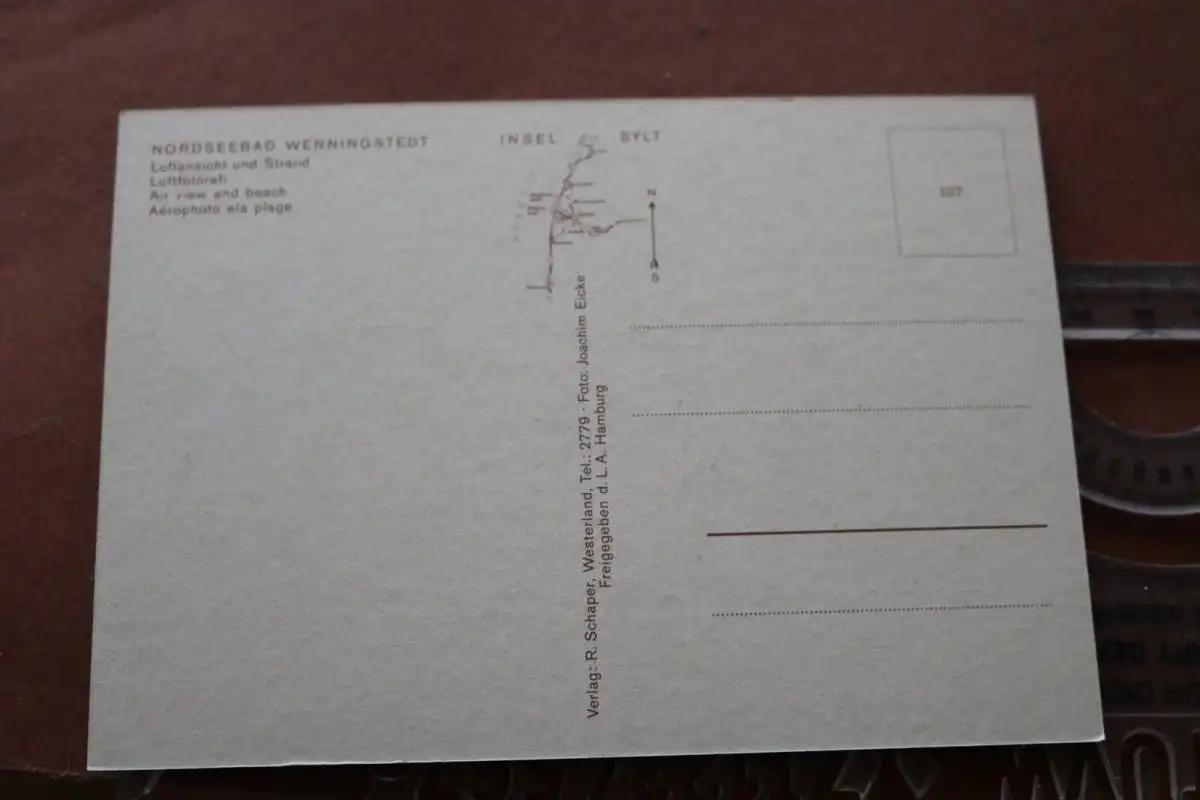 NORDSEEBAD WENNINGSTEDT
Luftansicht und Strand
Luftfotorafi
Air view and beach
Aérophoto ela plage
INSEL SYLT
N
S
507
Verlag: R. Schaper, Westerland, Tel.: 2779 · Foto: Joachim Eicke
Freigegeben d. L. A. Hamburg